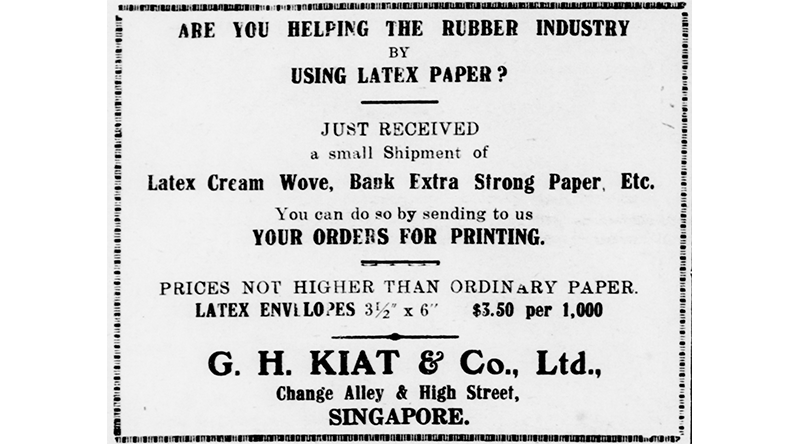 ARE YOU HELPING THE RUBBER INDUSTRY
BY
USING LATEX PAPER?
JUST RECEIVED
a small Shipment of
Latex Cream Wove, Bank Extra Strong Paper, Etc.
You can do so by sending to us
YOUR ORDERS FOR PRINTING.
PRICES NOT HIGHER THAN ORDINARY PAPER.
LATEX ENVELOPES 3½" x 6" $3.50 per 1,000
G. H. KIAT & Co., Ltd.,
Change Alley & High Street,
SINGAPORE.